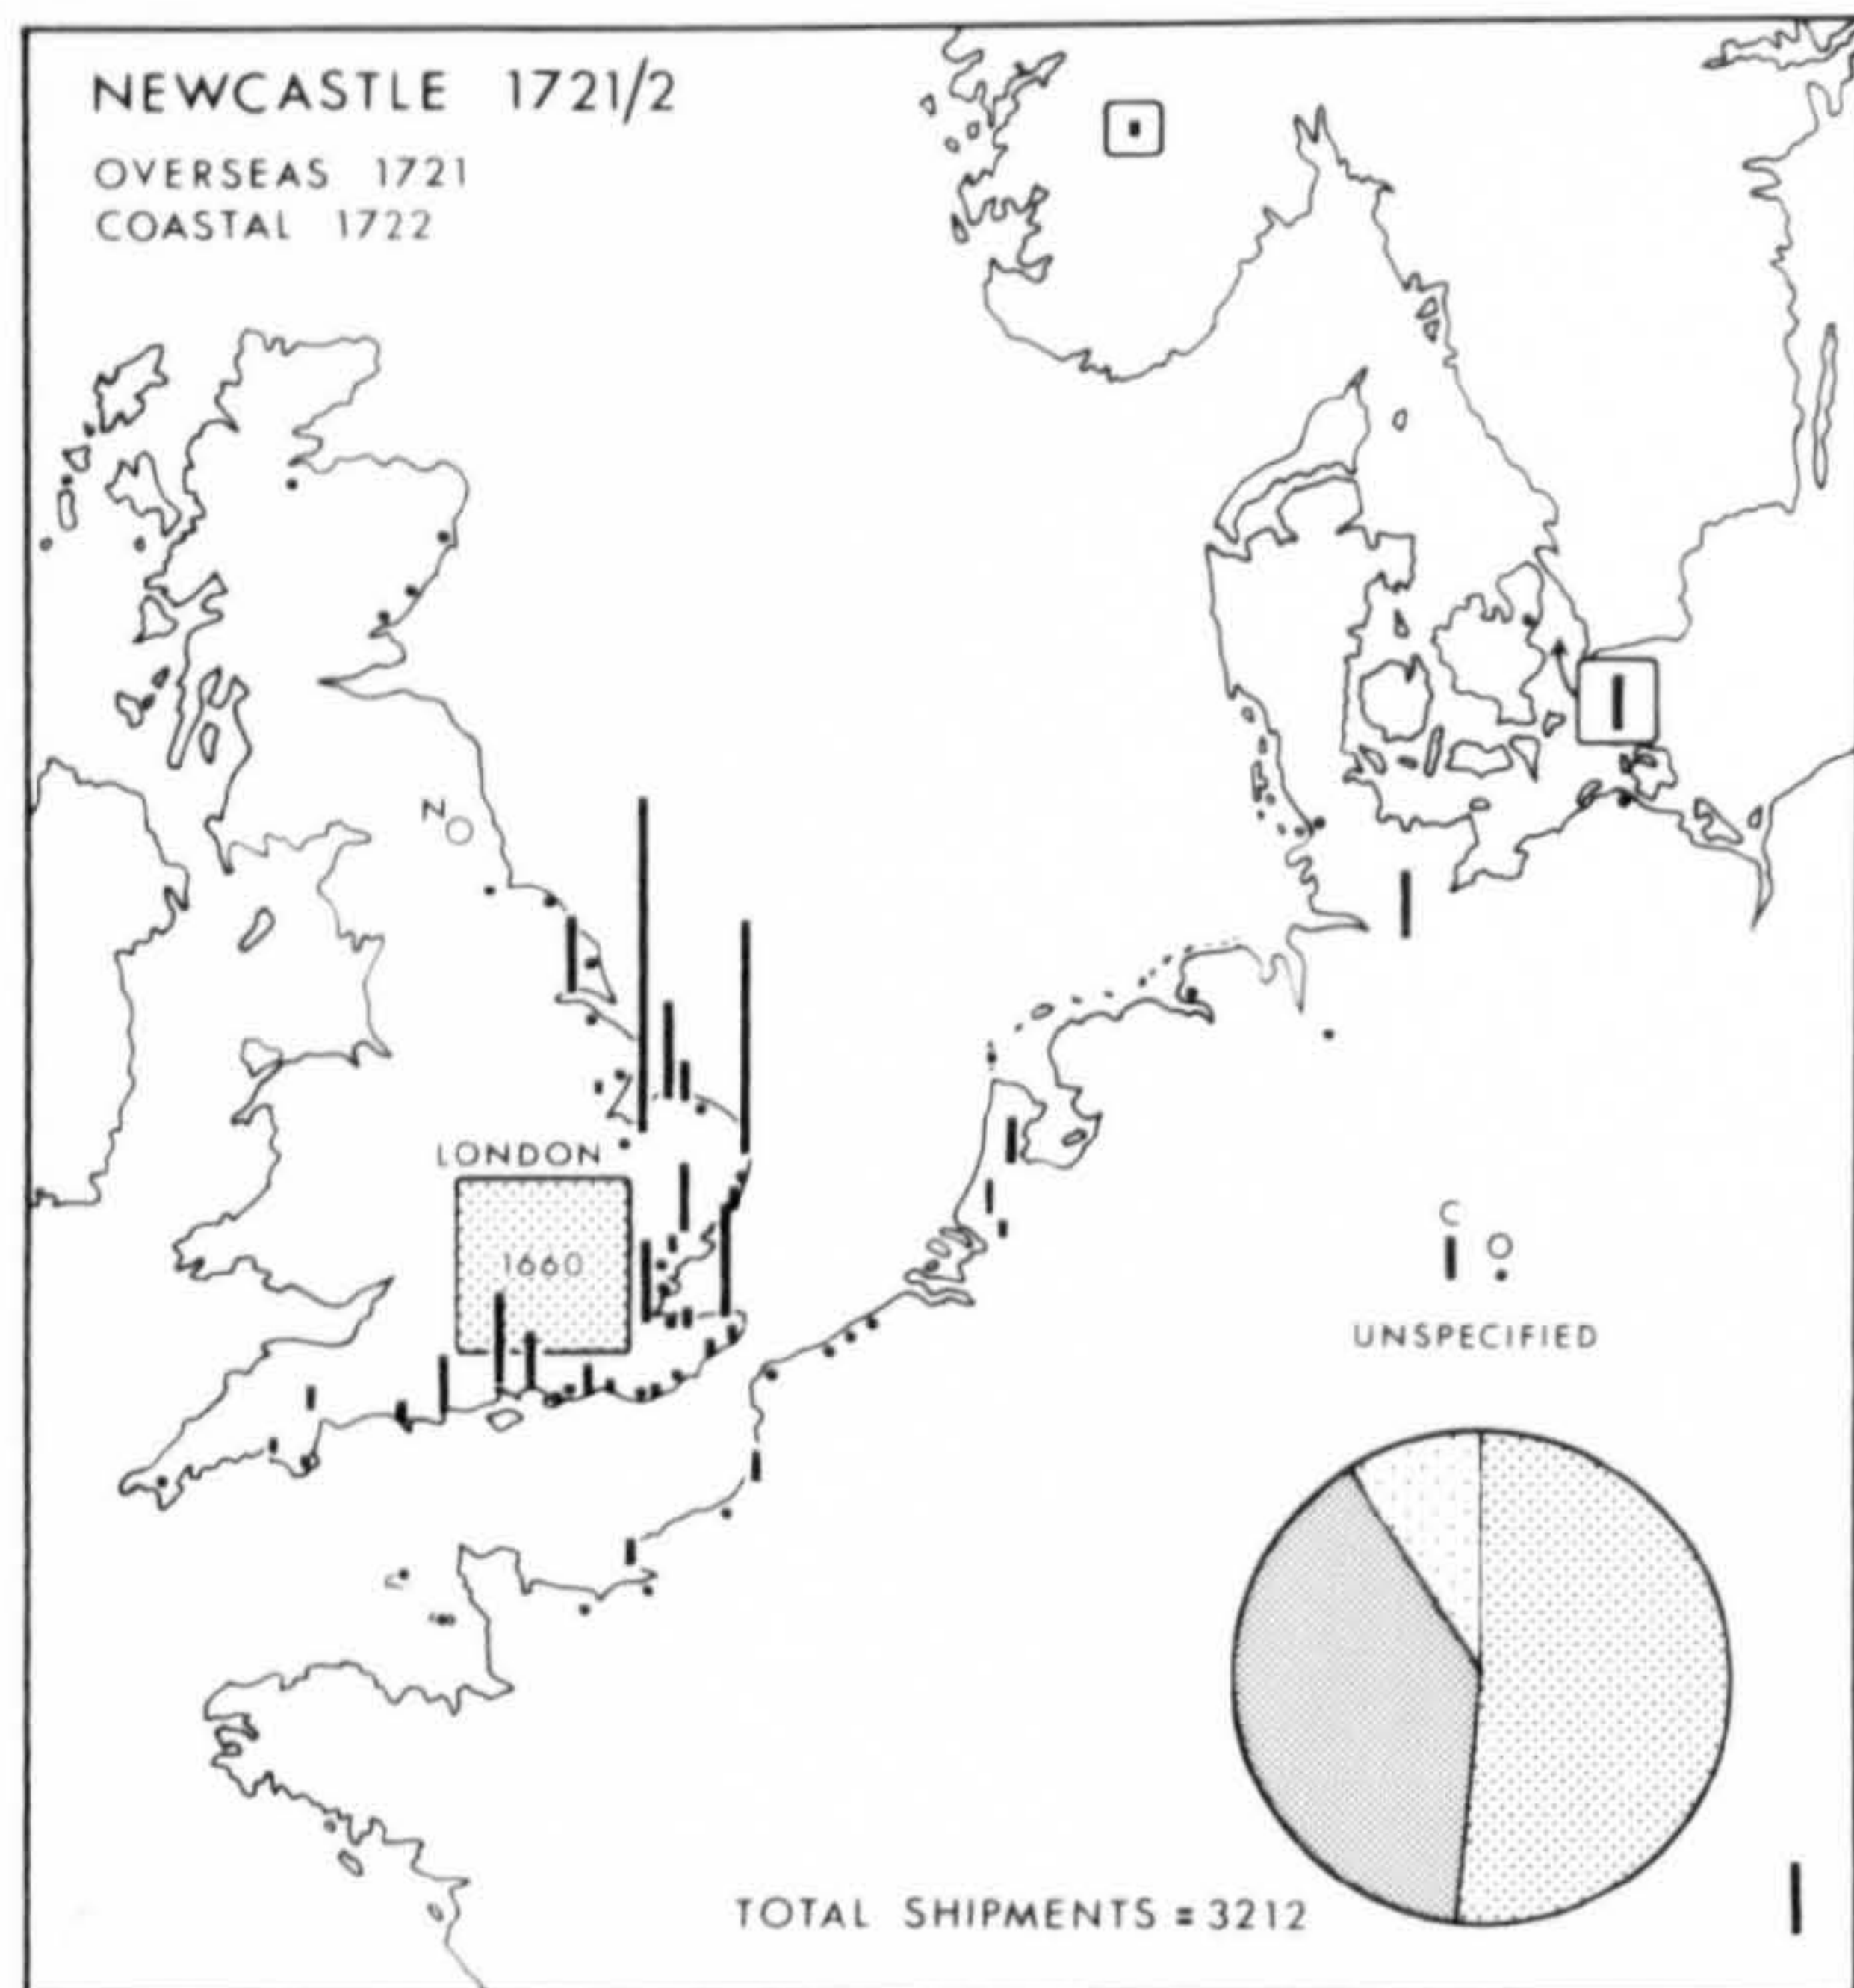 NEWCASTLE 1721/2
OVERSEAS 1721
COASTAL 1722
N
LONDON
1660
C O
UNSPECIFIED
TOTAL SHIPMENTS = 3212